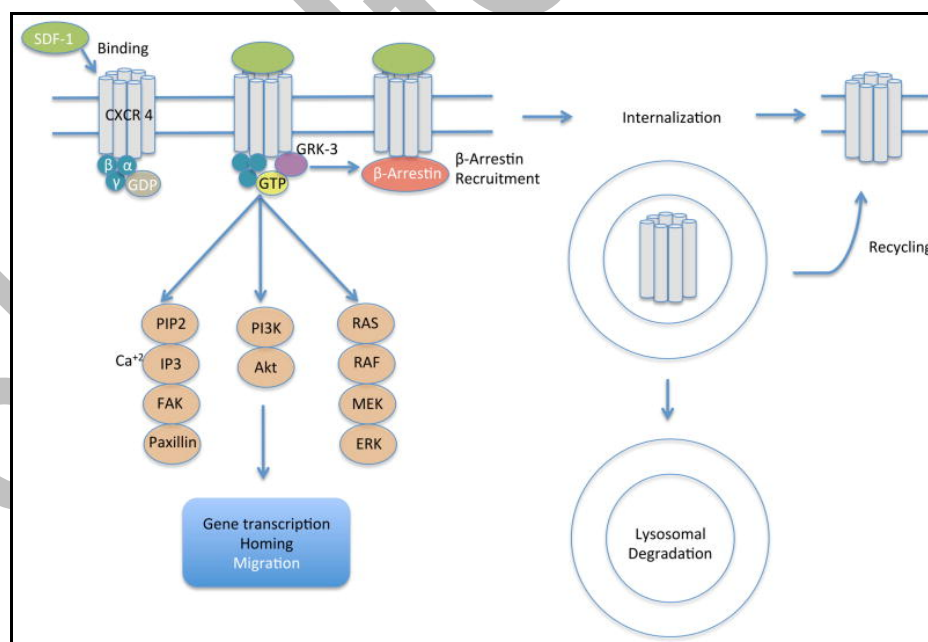 SDF-1
Binding
CXCR 4
β α
γ GDP
GRK-3
GTP
β-Arrestin
β-Arrestin
Recruitment
Internalization
Recycling
PIP2
Ca+2
IP3
FAK
Paxillin
PI3K
Akt
RAS
RAF
MEK
ERK
Gene transcription
Homing
Migration
Lysosomal
Degradation